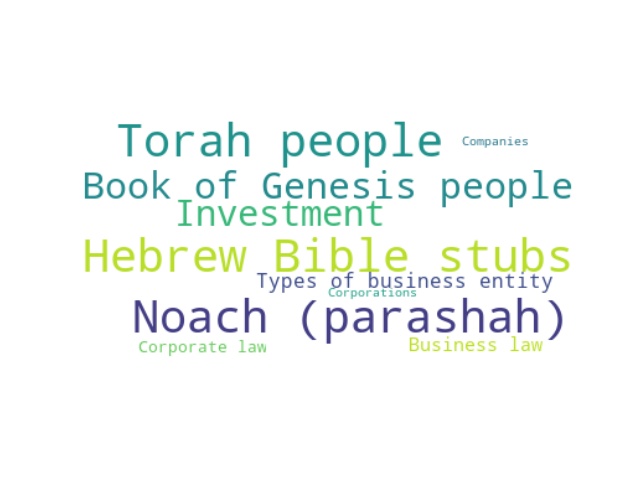 Torah people
Companies
Book of Genesis people
Investment
Hebrew Bible stubs
Types of business entity
Corporations
Noach (parashah)
Corporate law
Business law